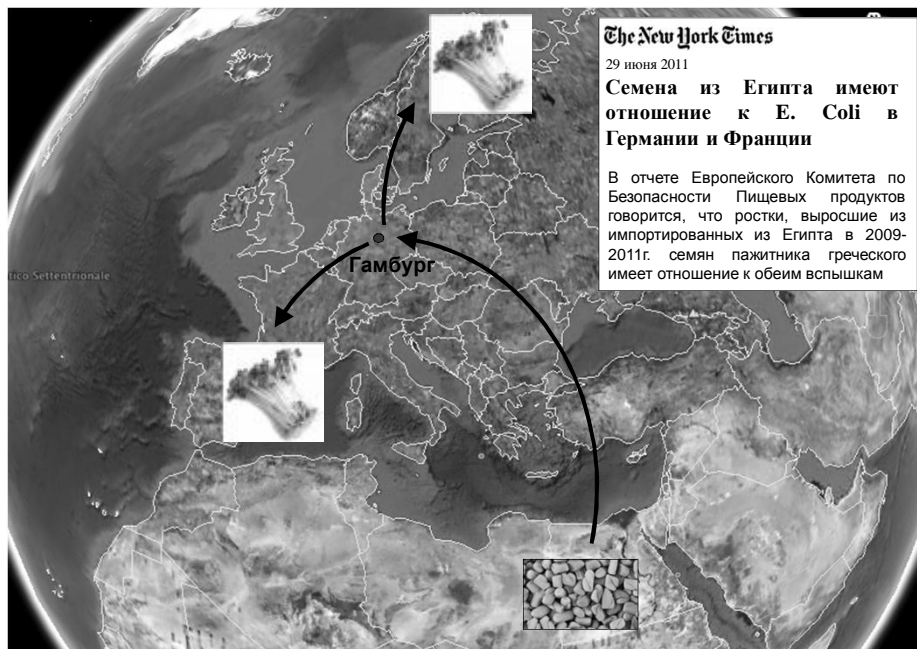 The New York Times
29 июня 2011
Семена из Египта имеют
отношение к E. Coli в
Германии и Франции
В отчете Европейского Комитета по
Безопасности Пищевых продуктов
говорится, что ростки, выросшие из
импортированных из Египта в 2009-
2011г. семян пажитника греческого
имеет отношение к обеим вспышкам
Гамбург
tico Settentrionale